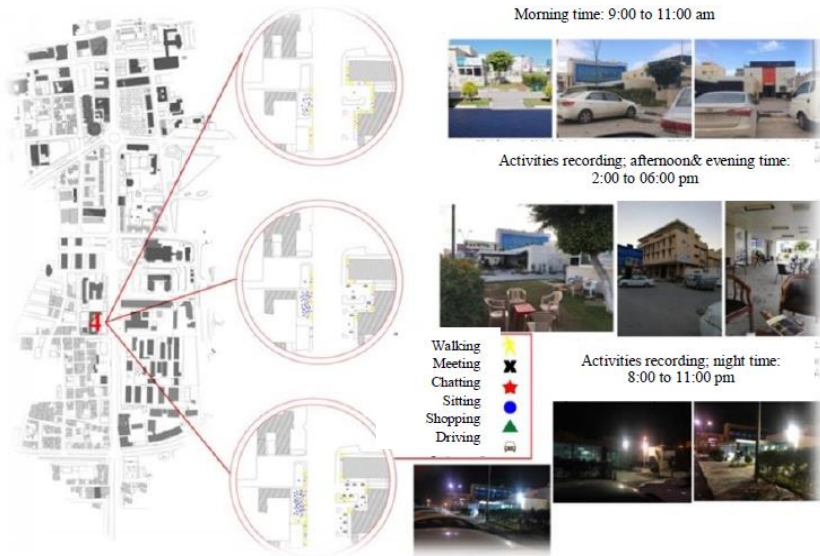 Morning time: 9:00 to 11:00 am
Activities recording; afternoon& evening time:
2:00 to 06:00 pm
4
Walking
Meeting
Chatting
Sitting
Shopping
Driving
Activities recording; night time:
8:00 to 11:00 pm